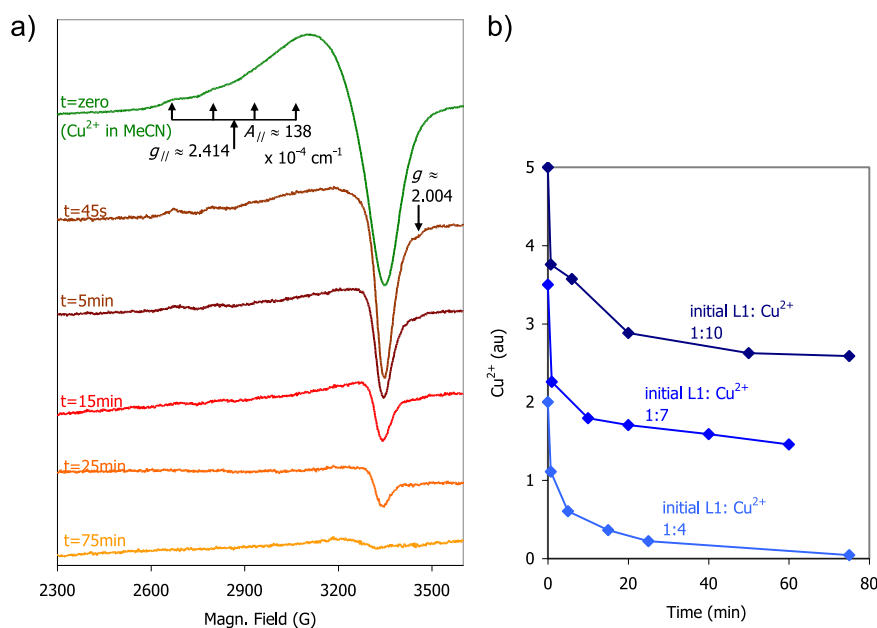 a)
t=zero
(Cu²⁺ in MeCN)
g// ≈ 2.414
A// ≈ 138
x 10⁻⁴ cm⁻¹
g ≈
2.004
t=45s
t=5min
t=15min
t=25min
t=75min
2300 2600 2900 3200 3500
Magn. Field (G)
b)
5
4
3
2
1
0
Cu²⁺ (au)
initial L1: Cu²⁺
1:10
initial L1: Cu²⁺
1:7
initial L1: Cu²⁺
1:4
0 20 40 60 80
Time (min)